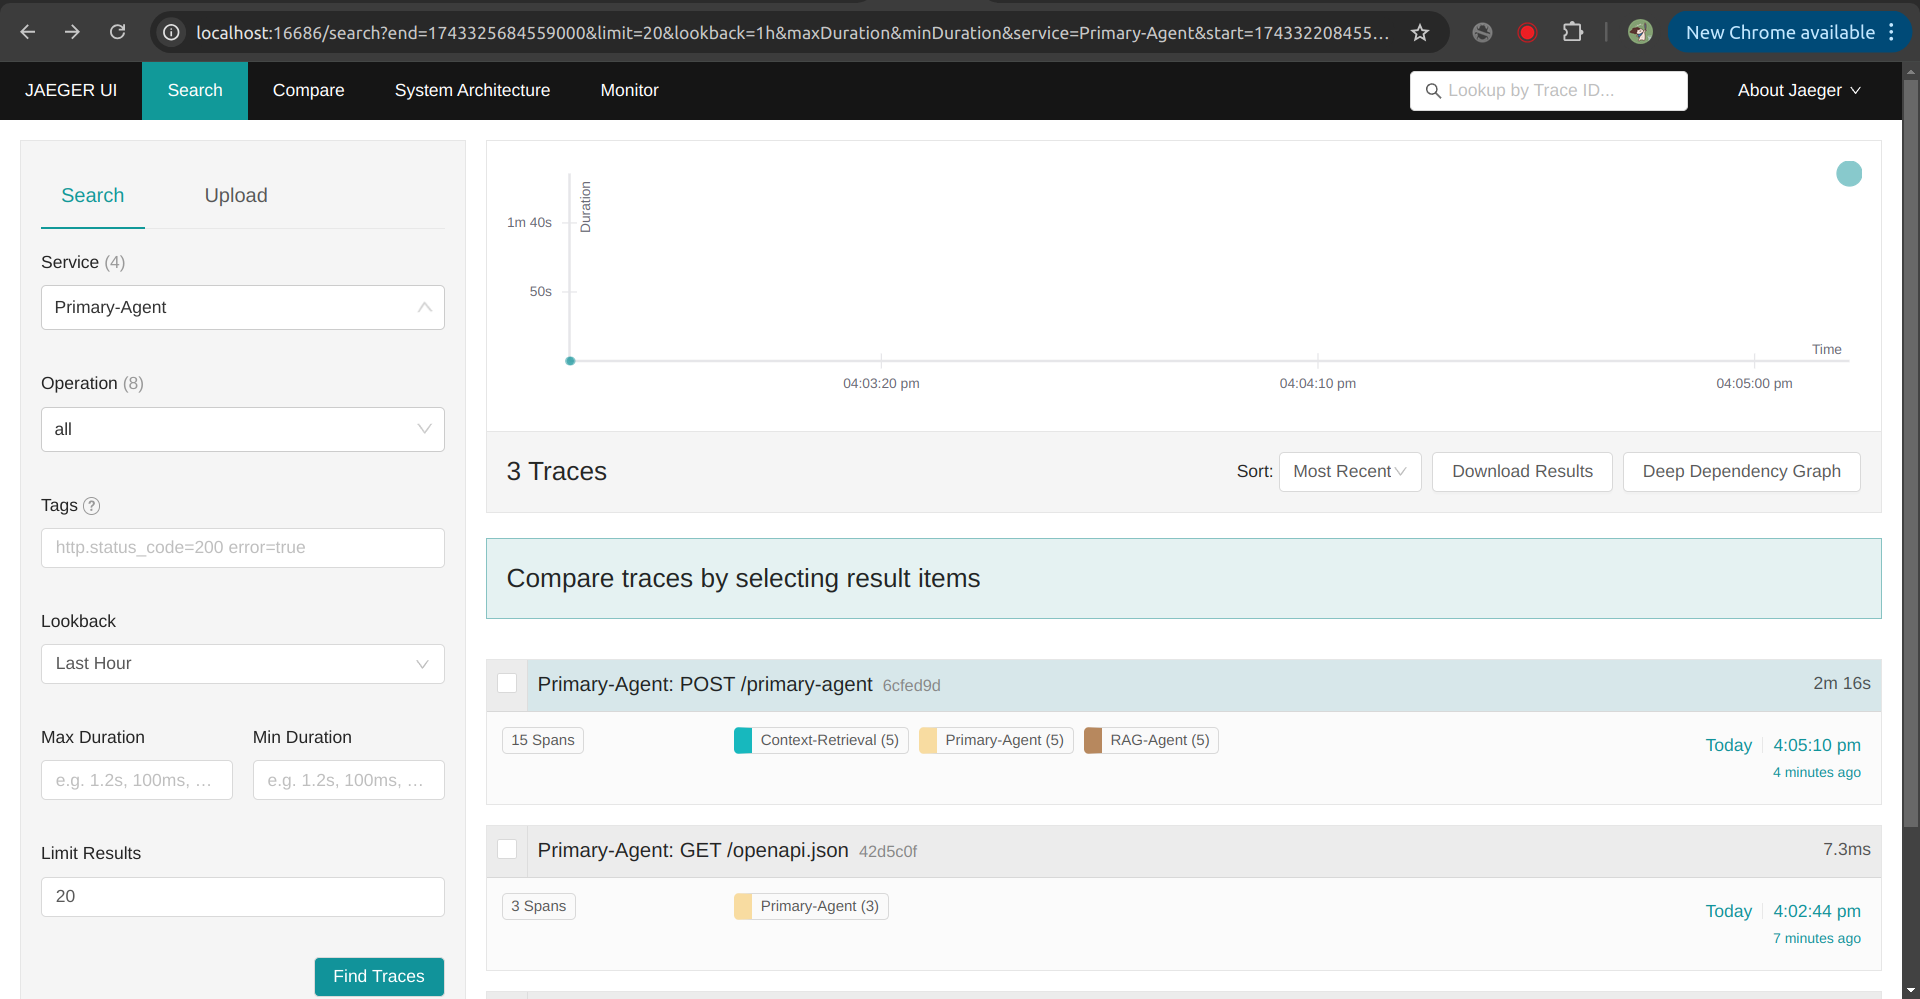 localhost:16686/search?end=1743325684559000&limit=20&lookback=1h&maxDuration&minDuration&service=Primary-Agent&start=174332208455...
New Chrome available
JAEGER UI
Search
Compare
System Architecture
Monitor
Lookup by Trace ID...
About Jaeger
Search
Upload
Service (4)
Primary-Agent
Operation (8)
all
Tags ?
http.status_code=200 error=true
Lookback
Last Hour
Max Duration
Min Duration
e.g. 1.2s, 100ms, ...
e.g. 1.2s, 100ms, ...
Limit Results
20
Find Traces
Duration
1m 40s
50s
Time
04:03:20 pm
04:04:10 pm
04:05:00 pm
3 Traces
Sort:
Most Recent
Download Results
Deep Dependency Graph
Compare traces by selecting result items
Primary-Agent: POST /primary-agent 6cfed9d
2m 16s
15 Spans
Context-Retrieval (5)
Primary-Agent (5)
RAG-Agent (5)
Today
4:05:10 pm
4 minutes ago
Primary-Agent: GET /openapi.json 42d5c0f
7.3ms
3 Spans
Primary-Agent (3)
Today
4:02:44 pm
7 minutes ago